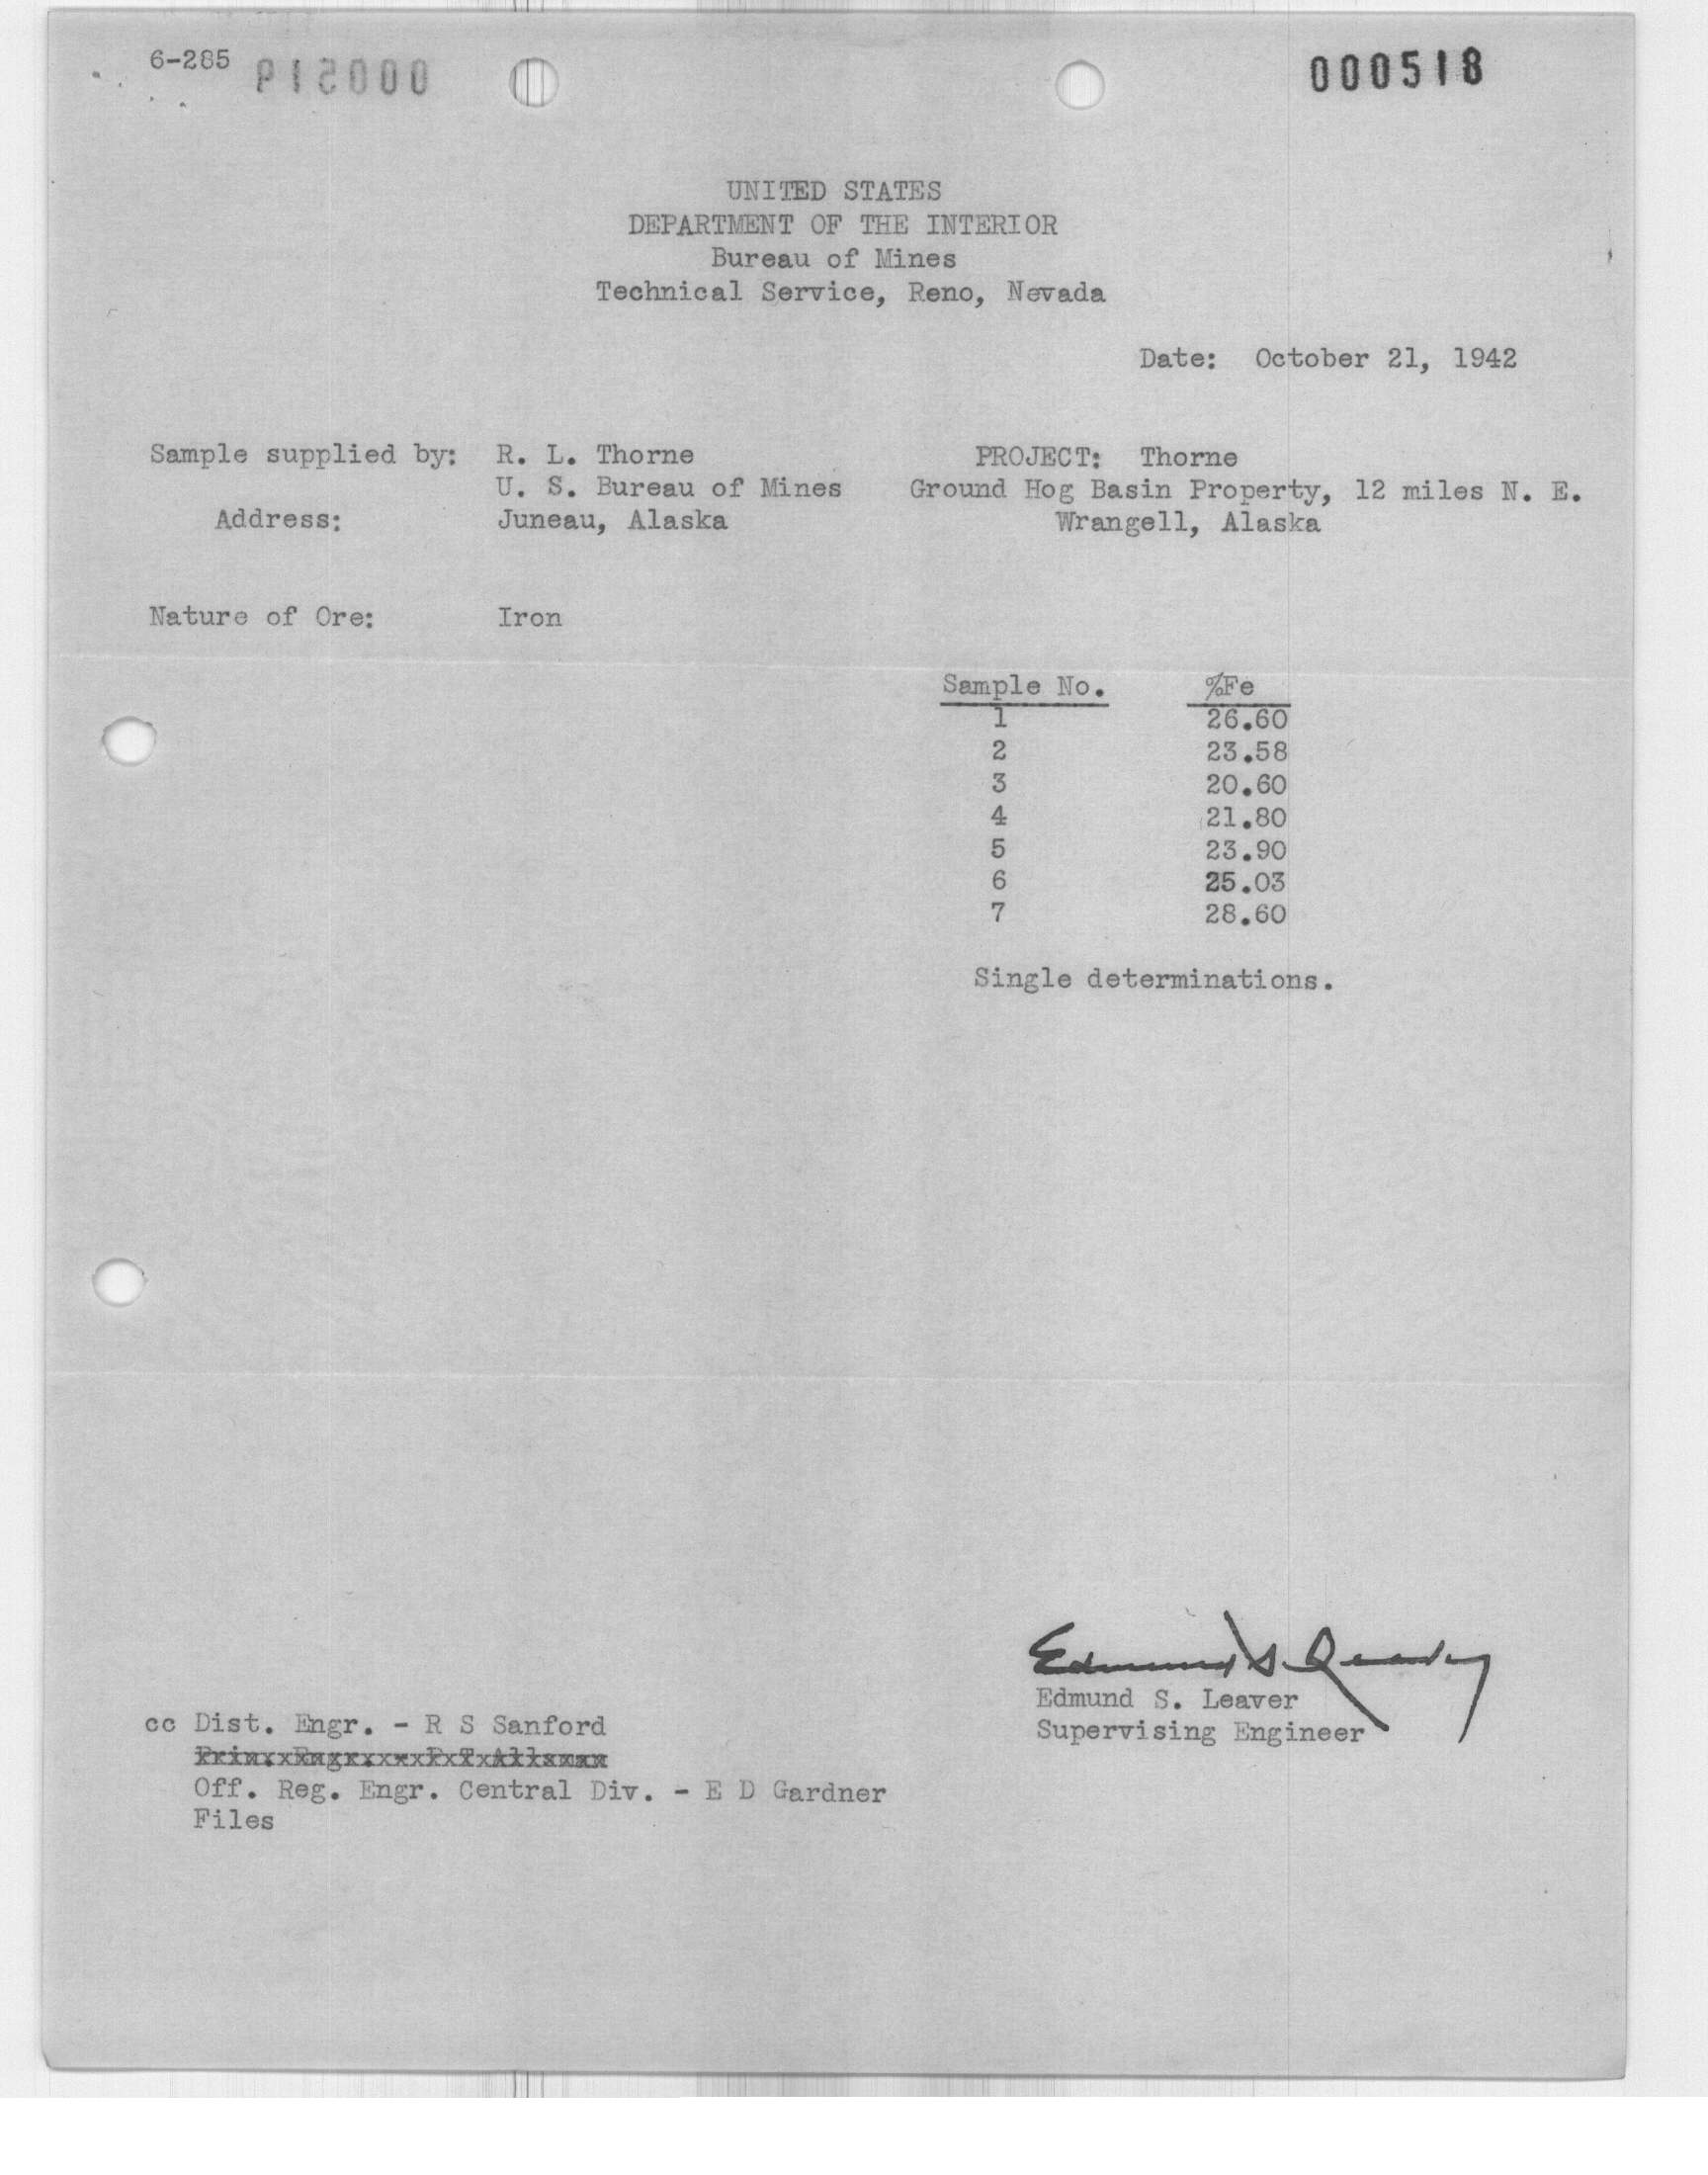 6-285
000518
UNITED STATES
DEPARTMENT OF THE INTERIOR
Bureau of Mines
Technical Service, Reno, Nevada
Date: October 21, 1942
Sample supplied by: R. L. Thorne PROJECT: Thorne
U. S. Bureau of Mines Ground Hog Basin Property, 12 miles N. E.
Address: Juneau, Alaska Wrangell, Alaska
Nature of Ore: Iron
Sample No. %Fe
1 26.60
2 23.58
3 20.60
4 21.80
5 23.90
6 25.03
7 28.60
Single determinations.
Edmund S. Leaver
Edmund S. Leaver
Supervising Engineer
cc Dist. Engr. - R S Sanford
Off. Reg. Engr. Central Div. - E D Gardner
Files